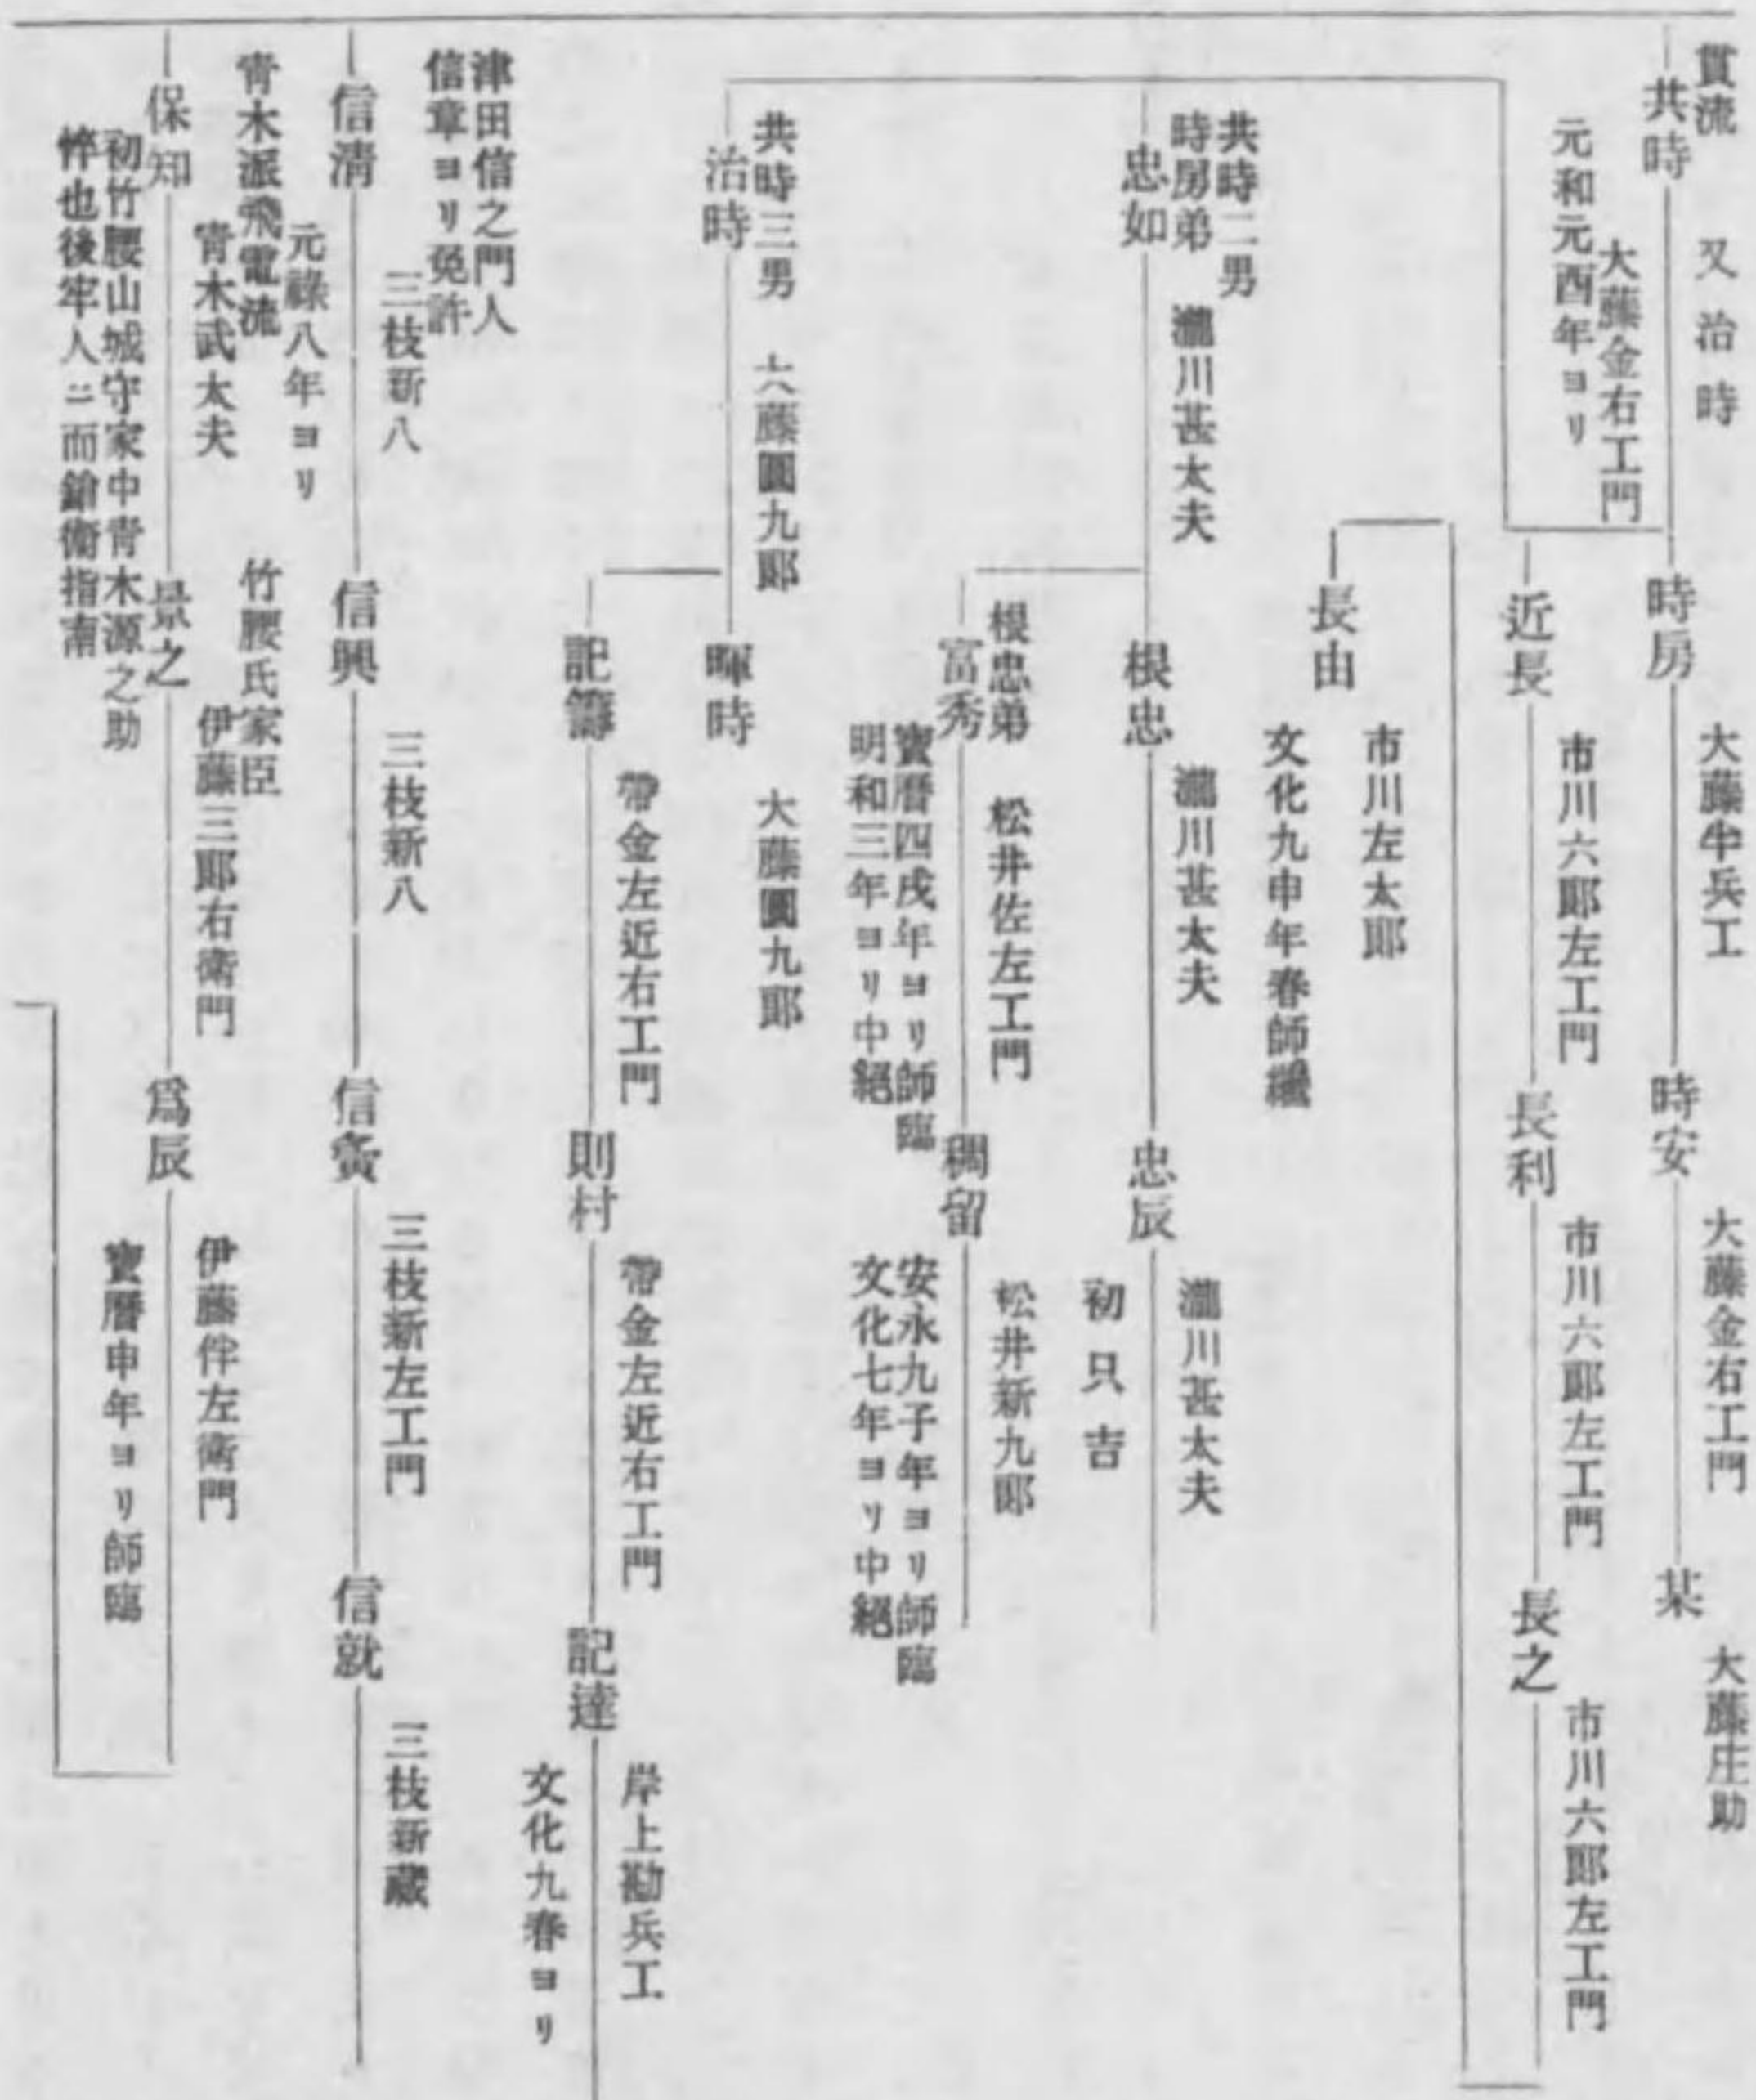 貫流　又治時
共時
大藤金右工門
元和元酉年ヨリ
時房
大藤半兵工
時安
大藤金右工門
某
大藤庄助
近長
市川六郎左工門
長利
市川六郎左工門
長之
市川六郎左工門
長由
市川左太郎
文化九申年春師繼
共時二男
時房弟
忠如
瀧川甚太夫
根忠
瀧川甚太夫
忠辰
瀧川甚太夫
初只吉
根忠弟
富秀
松井佐左工門
寶暦四戌年ヨリ師臨
明和三年ヨリ中絕
稠留
松井新九郎
安永九子年ヨリ師臨
文化七年ヨリ中絕
共時三男
治時
大藤圓九郎
暉時
大藤圓九郎
記籌
帶金左近右工門
則村
帶金左近右工門
記達
岸上勘兵工
文化九春ヨリ
津田信之門人
信章ヨリ免許
信清
三枝新八
元祿八年ヨリ
信興
三枝新八
信
三枝新左工門
信就
三枝新藏
青木派飛電流
保知
青木武太夫
初竹腰山城守家中青木源之助
悴也後牢人ニ而鎗術指南
景之
竹腰氏家臣
伊藤三郎右衛門
爲辰
伊藤伴左衛門
寶曆申年ヨリ師臨